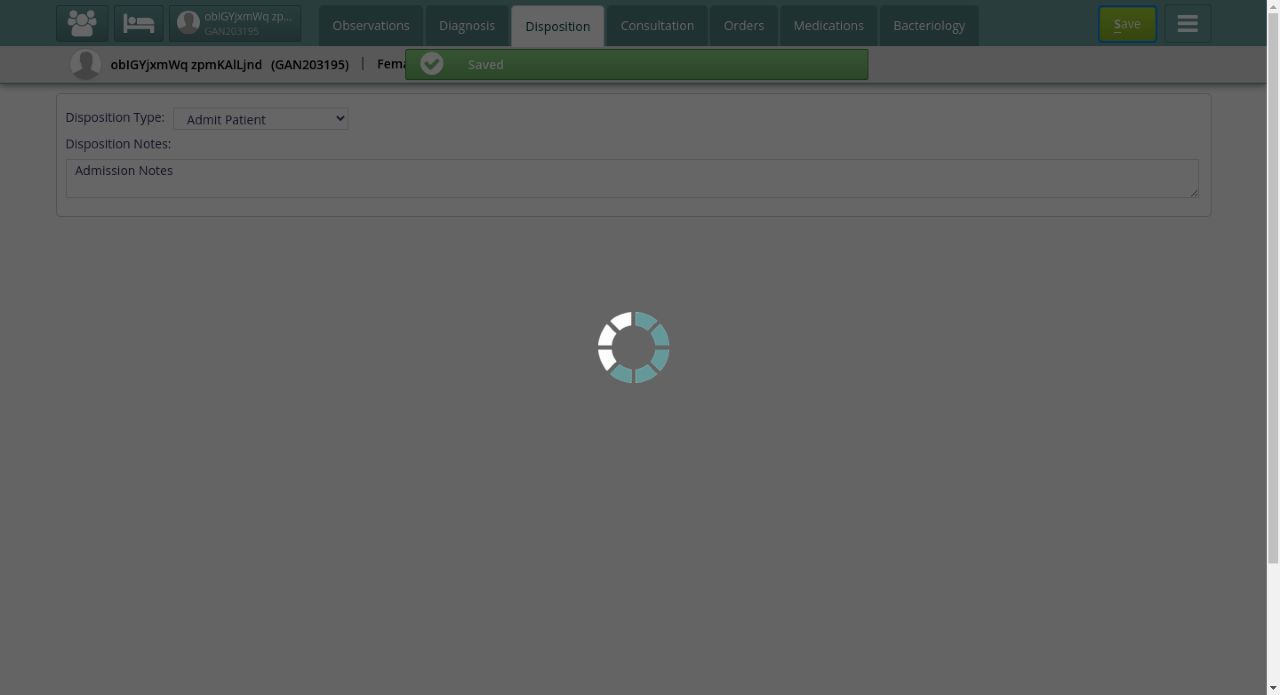 obIGYjxmWq zp...
GAN203195
Observations
Diagnosis
Disposition
Consultation
Orders
Medications
Bacteriology
Save
obIGYjxmWq zpmKAlLjnd (GAN203195) | Fema
Saved
Disposition Type: Admit Patient
Disposition Notes:
Admission Notes